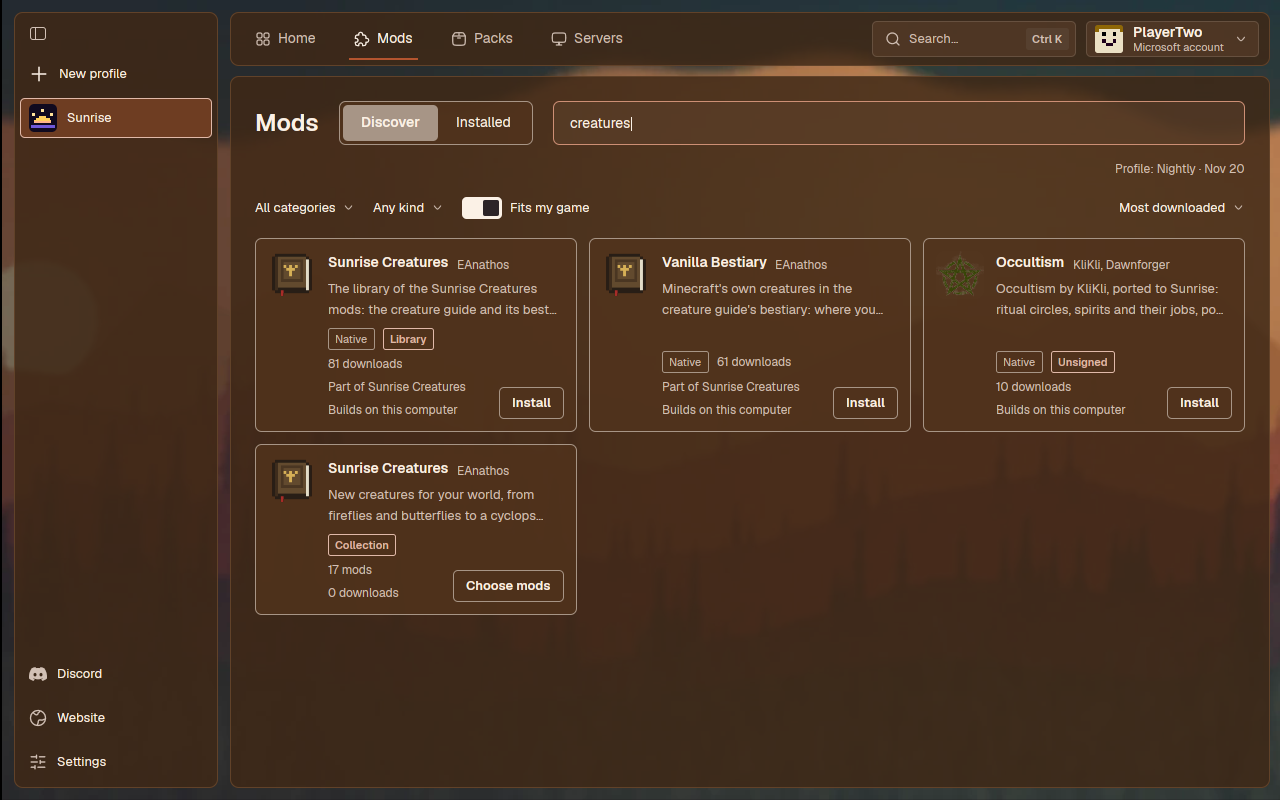 New profile
Sunrise
Discord
Website
Settings
Home
Mods
Packs
Servers
Search...
Ctrl K
PlayerTwo
Microsoft account
Mods
Discover
Installed
creatures
Profile: Nightly · Nov 20
All categories
Any kind
Fits my game
Most downloaded
Sunrise Creatures EAnathos
The library of the Sunrise Creatures
mods: the creature guide and its best...
Native Library
81 downloads
Part of Sunrise Creatures
Builds on this computer
Install
Vanilla Bestiary EAnathos
Minecraft's own creatures in the
creature guide's bestiary: where you...
Native 61 downloads
Part of Sunrise Creatures
Builds on this computer
Install
Occultism KliKli, Dawnforger
Occultism by KliKli, ported to Sunrise:
ritual circles, spirits and their jobs, po...
Native Unsigned
10 downloads
Builds on this computer
Install
Sunrise Creatures EAnathos
New creatures for your world, from
fireflies and butterflies to a cyclops...
Collection
17 mods
0 downloads
Choose mods